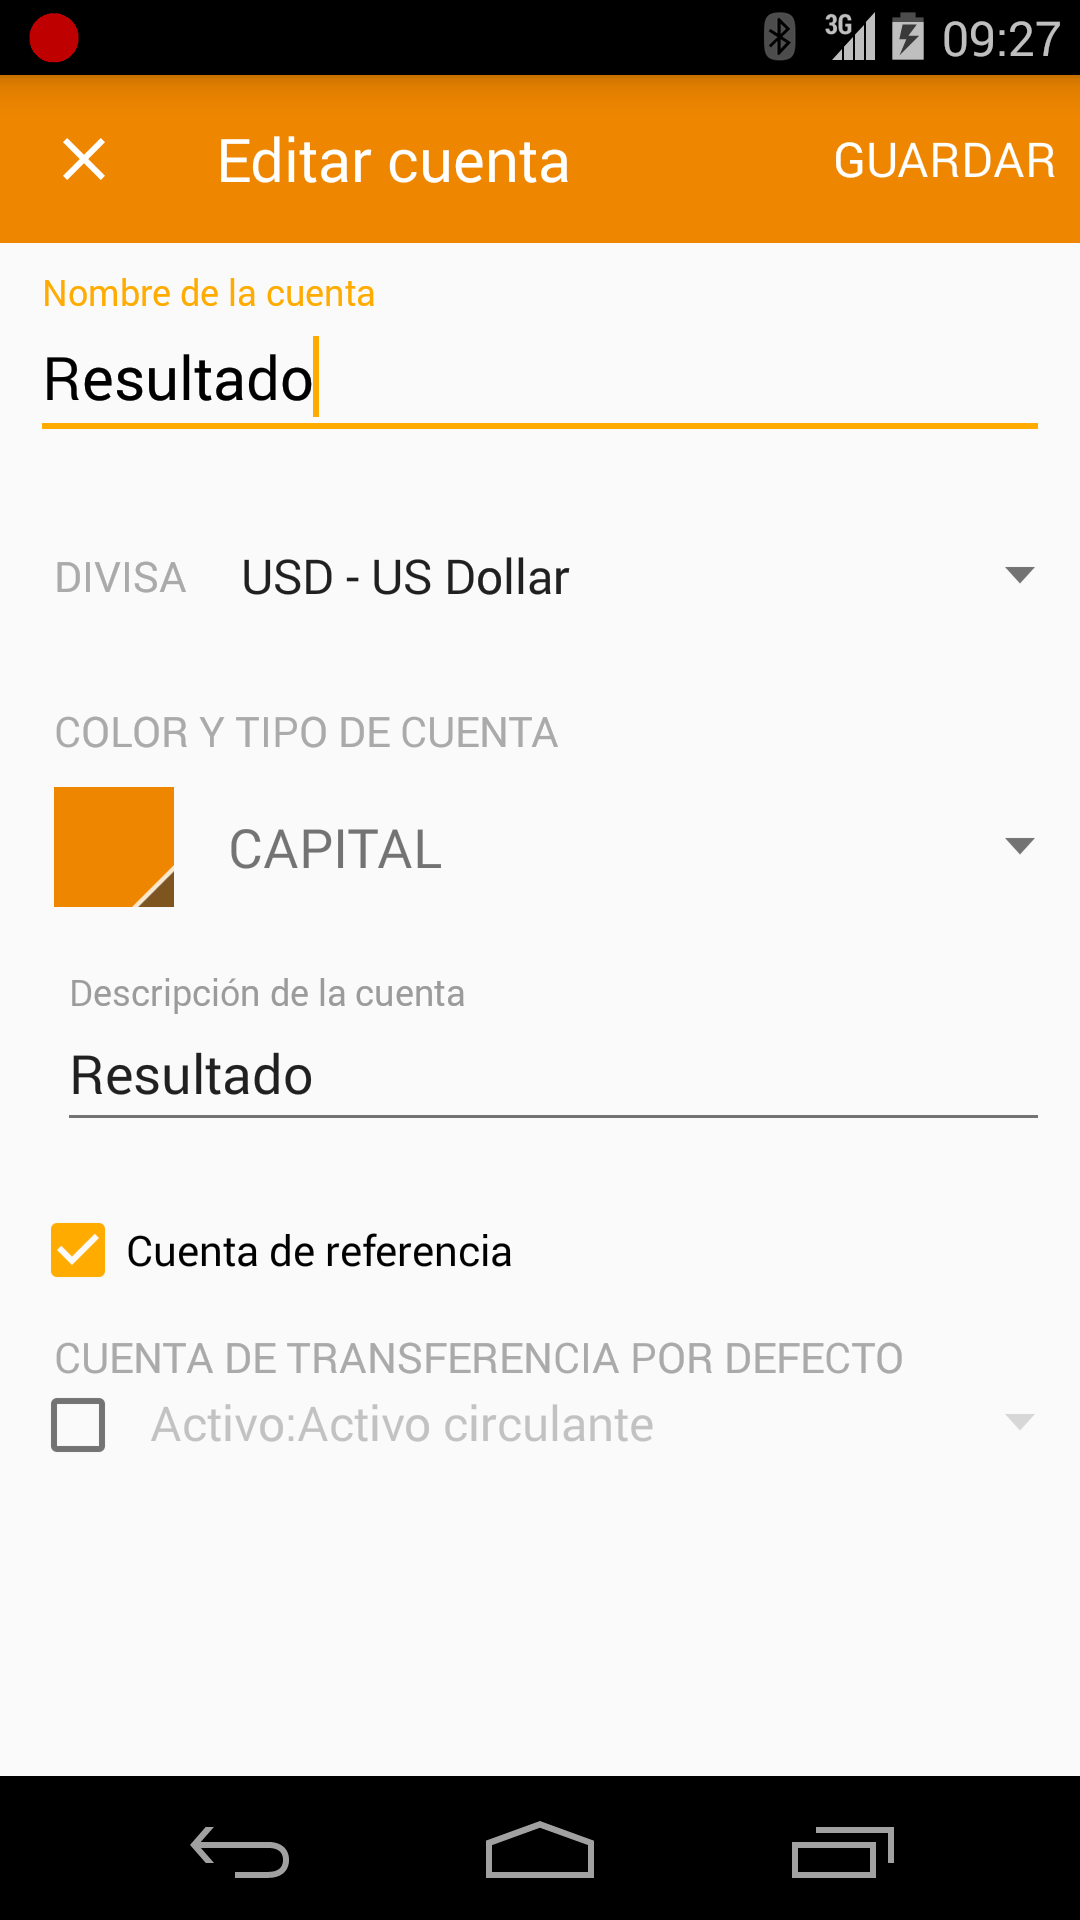 3G 09:27
Editar cuenta GUARDAR
Nombre de la cuenta
Resultado
DIVISA USD - US Dollar
COLOR Y TIPO DE CUENTA
CAPITAL
Descripción de la cuenta
Resultado
Cuenta de referencia
CUENTA DE TRANSFERENCIA POR DEFECTO
Activo:Activo circulante